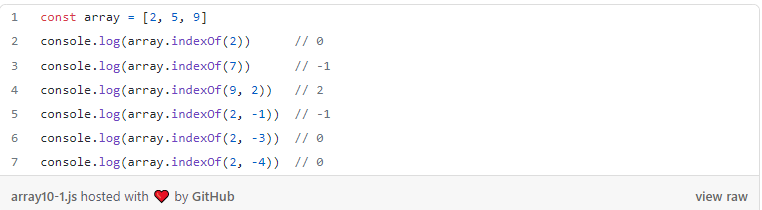 1 const array = [2, 5, 9]
2 console.log(array.indexOf(2)) // 0
3 console.log(array.indexOf(7)) // -1
4 console.log(array.indexOf(9, 2)) // 2
5 console.log(array.indexOf(2, -1)) // -1
6 console.log(array.indexOf(2, -3)) // 0
7 console.log(array.indexOf(2, -4)) // 0
array10-1.js hosted with ❤ by GitHub view raw